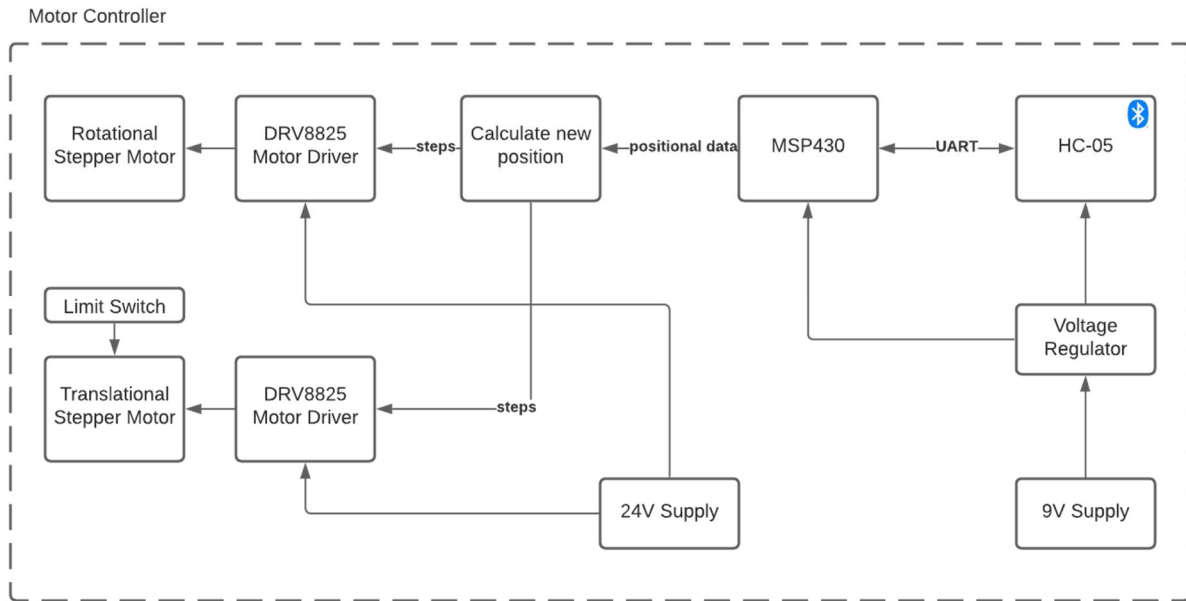 Motor Controller
Rotational
Stepper Motor
DRV8825
Motor Driver
steps
Calculate new
position
positional data
MSP430
UART
HC-05
Limit Switch
Voltage
Regulator
Translational
Stepper Motor
DRV8825
Motor Driver
steps
24V Supply
9V Supply